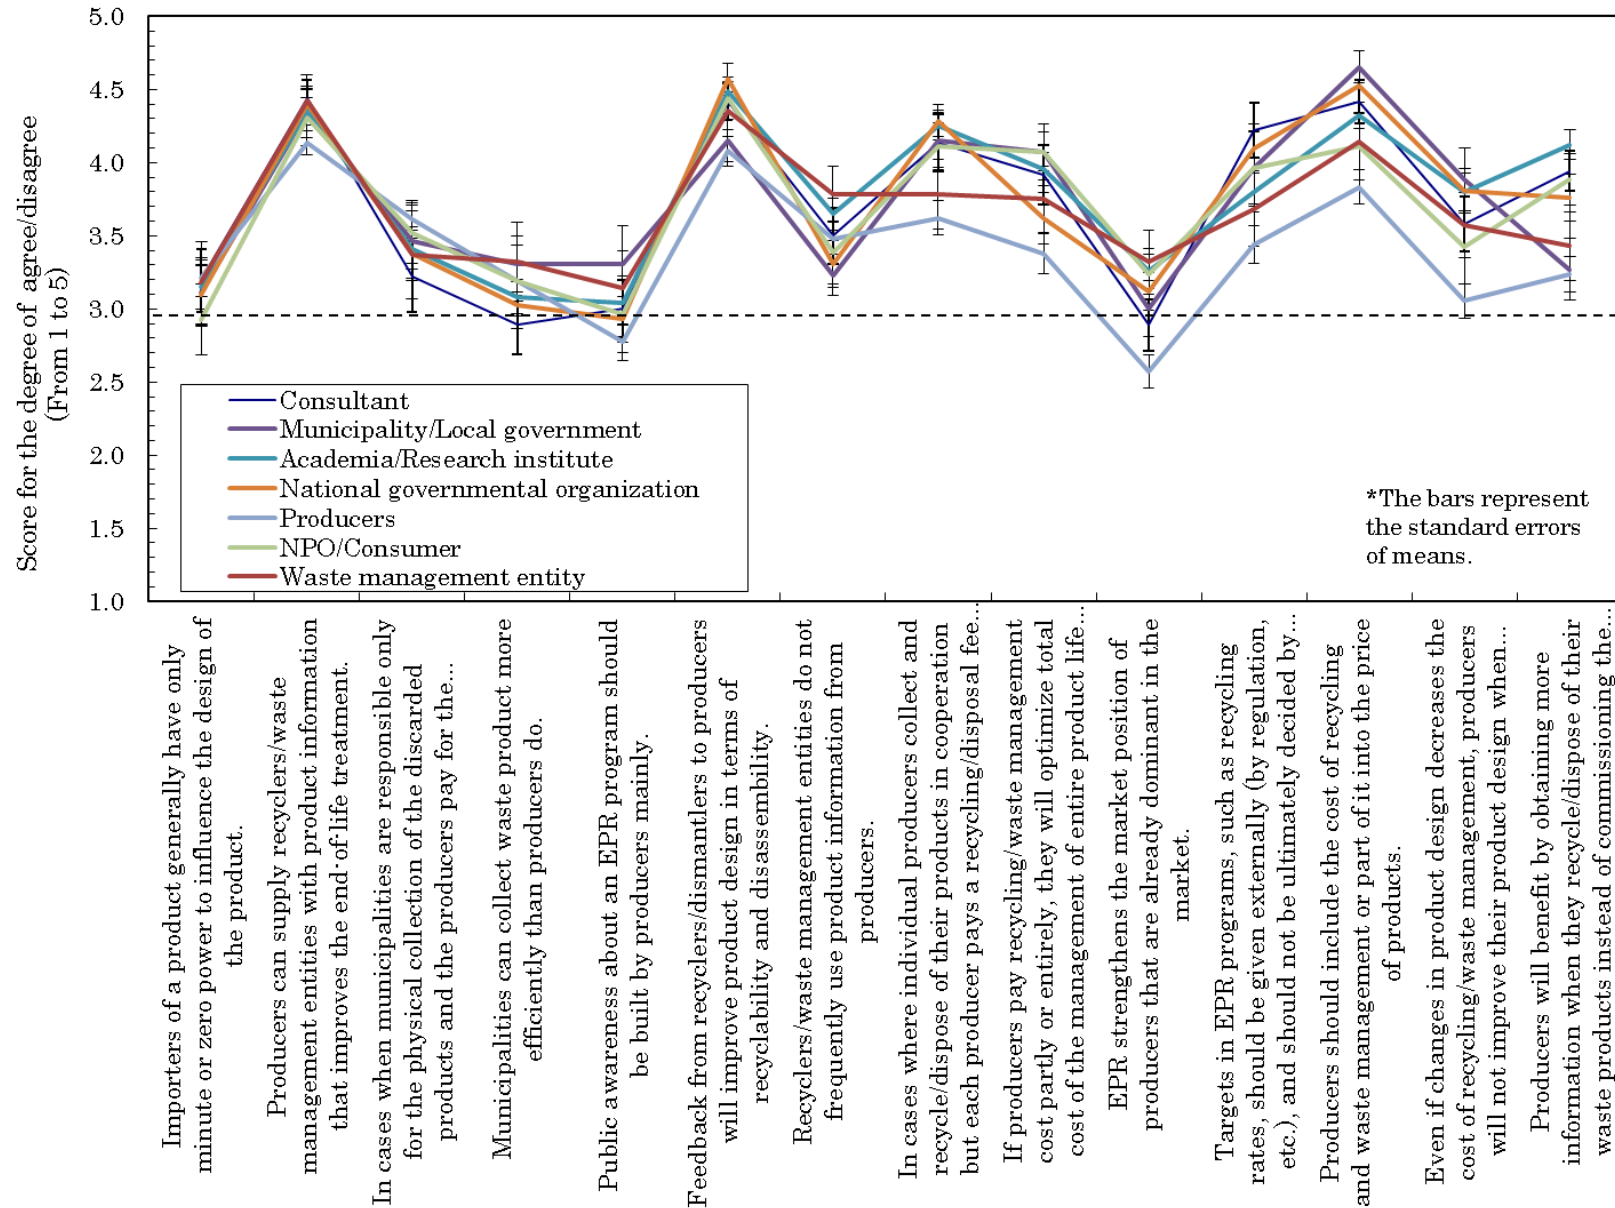 Score for the degree of agree/disagree
(From 1 to 5)
5.0
4.5
4.0
3.5
3.0
2.5
2.0
1.5
1.0
Consultant
Municipality/Local government
Academia/Research institute
National governmental organization
Producers
NPO/Consumer
Waste management entity
*The bars represent
the standard errors
of means.
Importers of a product generally have only
minute or zero power to influence the design of
the product.
Producers can supply recyclers/waste
management entities with product information
that improves the end-of-life treatment.
In cases when municipalities are responsible only
for the physical collection of the discarded
products and the producers pay for the...
Municipalities can collect waste product more
efficiently than producers do.
Public awareness about an EPR program should
be built by producers mainly.
Feedback from recyclers/dismantlers to producers
will improve product design in terms of
recyclability and disassembility.
Recyclers/waste management entities do not
frequently use product information from
producers.
In cases where individual producers collect and
recycle/dispose of their products in cooperation
but each producer pays a recycling/disposal fee...
If producers pay recycling/waste management
cost partly or entirely, they will optimize total
cost of the management of entire product life...
EPR strengthens the market position of
producers that are already dominant in the
market.
Targets in EPR programs, such as recycling
rates, should be given externally (by regulation,
etc.), and should not be ultimately decided by...
Producers should include the cost of recycling
and waste management or part of it into the price
of products.
Even if changes in product design decreases the
cost of recycling/waste management, producers
will not improve their product design when...
Producers will benefit by obtaining more
information when they recycle/dispose of their
waste products instead of commissioning the...